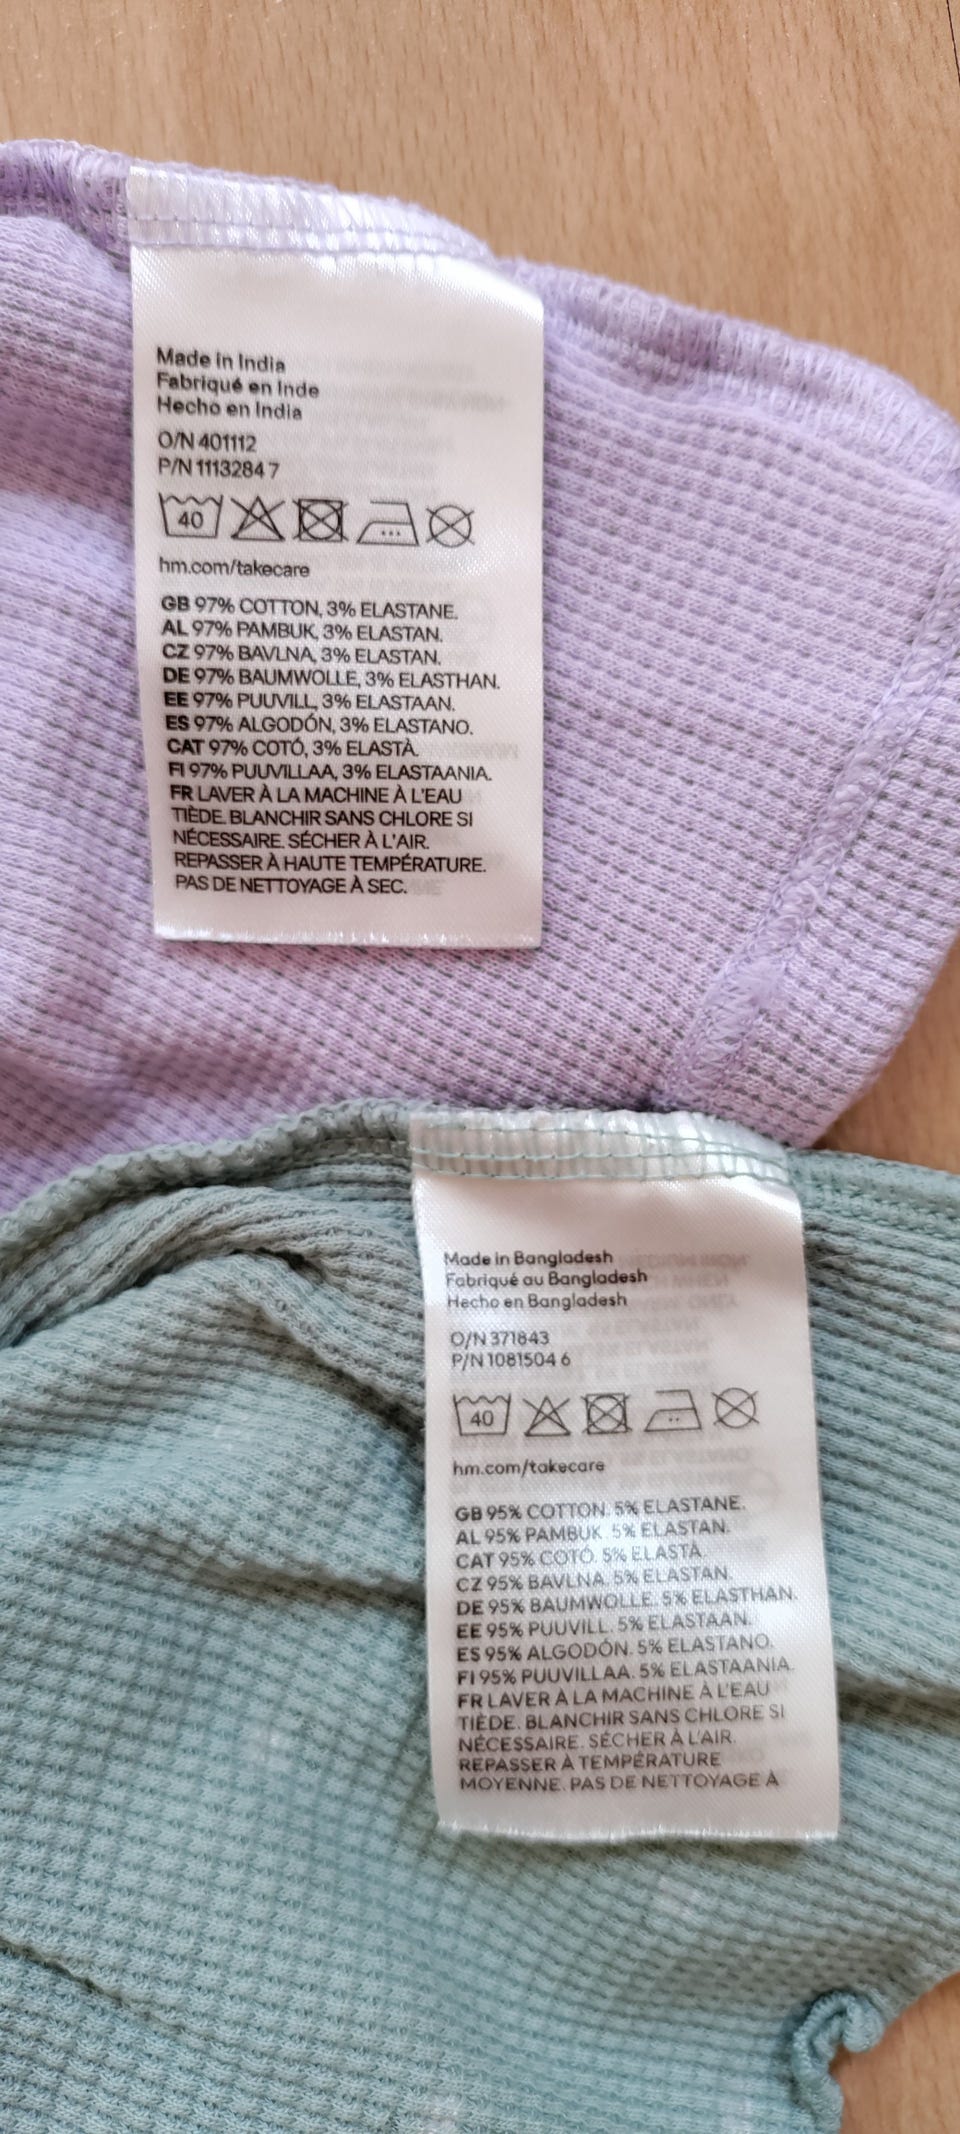 Made in India
Fabriqué en Inde
Hecho en India
O/N 401112
P/N 1113284 7
40
hm.com/takecare
GB 97% COTTON, 3% ELASTANE.
AL 97% PAMBUK, 3% ELASTAN.
CZ 97% BAVLNA, 3% ELASTAN.
DE 97% BAUMWOLLE, 3% ELASTHAN.
EE 97% PUUVILL, 3% ELASTAAN.
ES 97% ALGODÓN, 3% ELASTANO.
CAT 97% COTÓ, 3% ELASTÀ.
FI 97% PUUVILLAA, 3% ELASTAANIA.
FR LAVER À LA MACHINE À L'EAU
TIÈDE. BLANCHIR SANS CHLORE SI
NÉCESSAIRE. SÉCHER À L'AIR.
REPASSER À HAUTE TEMPÉRATURE.
PAS DE NETTOYAGE À SEC.
Made in Bangladesh
Fabriqué au Bangladesh
Hecho en Bangladesh
O/N 371843
P/N 1081504 6
40
hm.com/takecare
GB 95% COTTON. 5% ELASTANE.
AL 95% PAMBUK. 5% ELASTAN.
CAT 95% COTÓ. 5% ELASTÀ
CZ 95% BAVLNA. 5% ELASTAN.
DE 95% BAUMWOLLE. 5% ELASTHAN.
EE 95% PUUVILL. 5% ELASTAAN.
ES 95% ALGODÓN. 5% ELASTANO.
FI 95% PUUVILLAA. 5% ELASTAANIA.
FR LAVER À LA MACHINE À L'EAU
TIÈDE. BLANCHIR SANS CHLORE SI
NÉCESSAIRE. SÉCHER À L'AIR.
REPASSER À TEMPÉRATURE
MOYENNE. PAS DE NETTOYAGE À